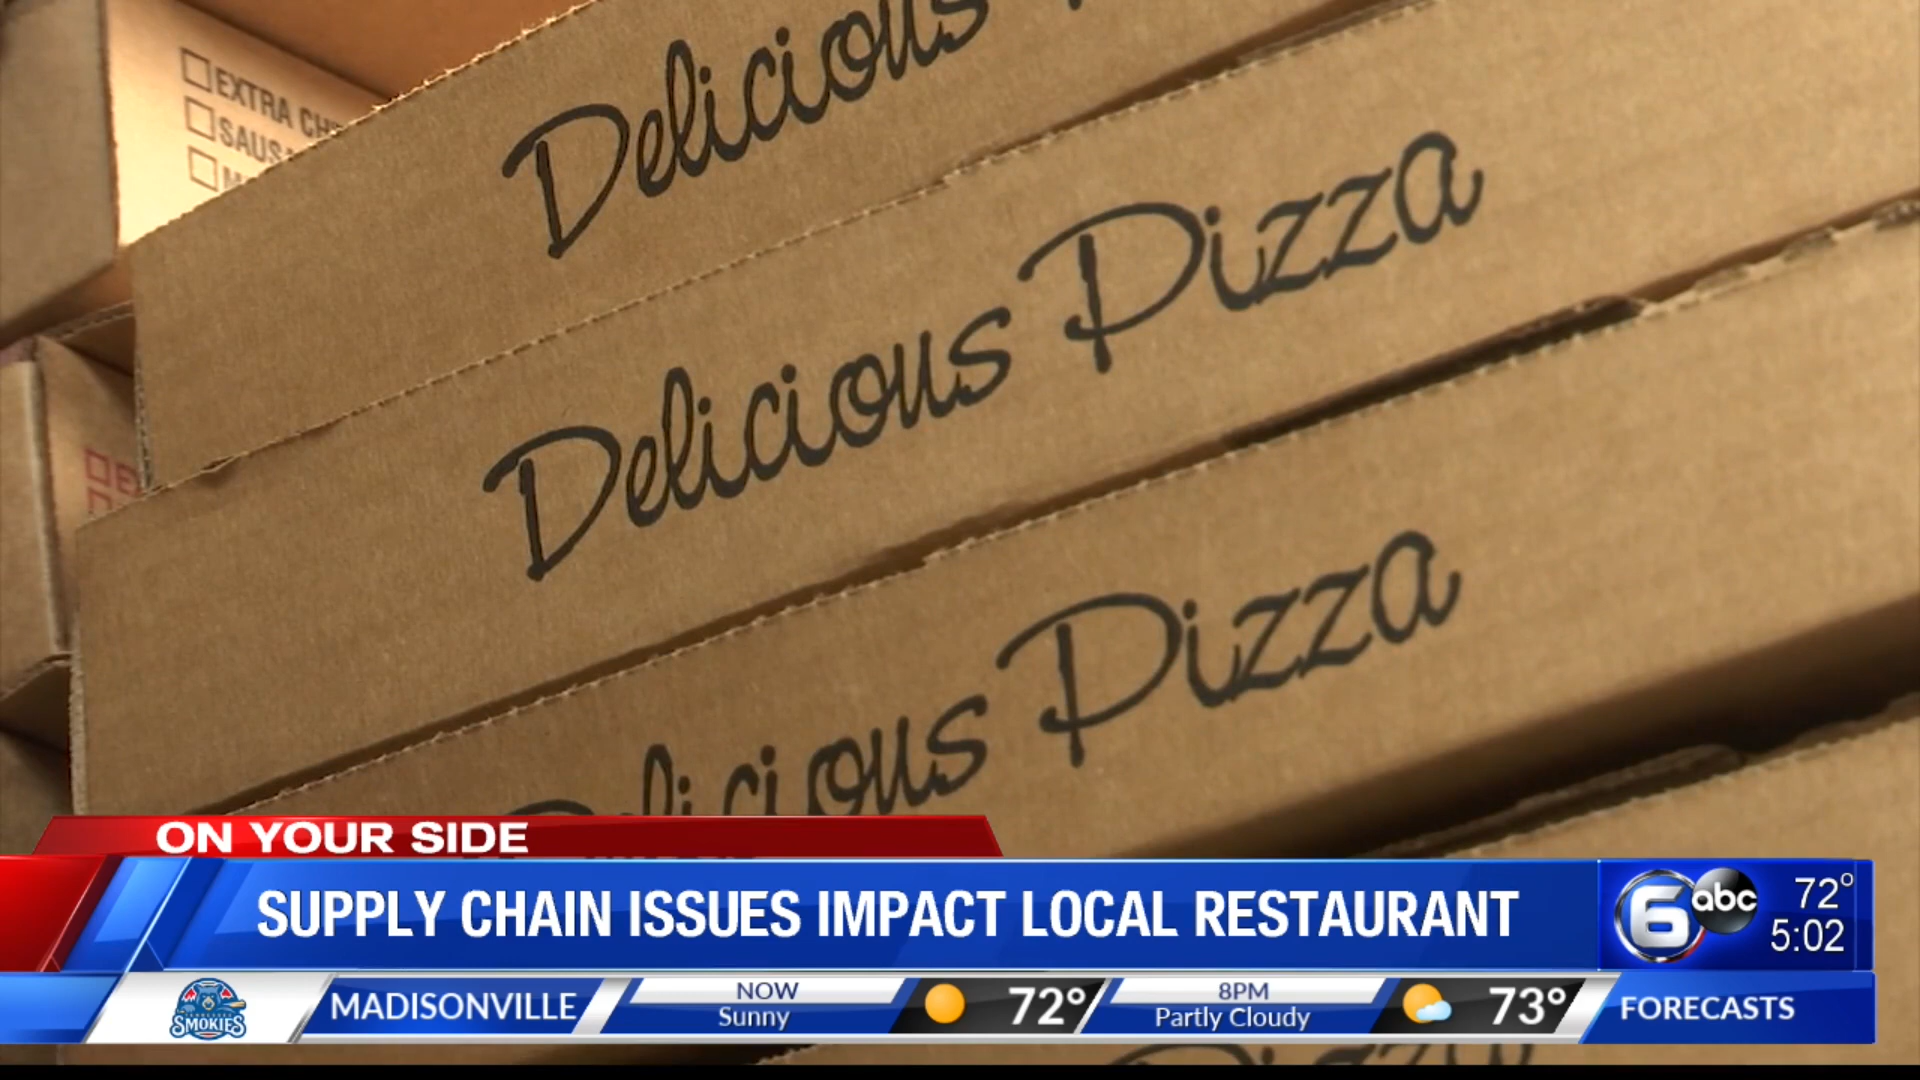 Delicious
EXTRA
Delicious Pizza
Delicious Pizza
ON YOUR SIDE
SUPPLY CHAIN ISSUES IMPACT LOCAL RESTAURANT
6 abc
72°
5:02
SMOKIES
MADISONVILLE
NOW
Sunny
72°
8PM
Partly Cloudy
73°
FORECASTS